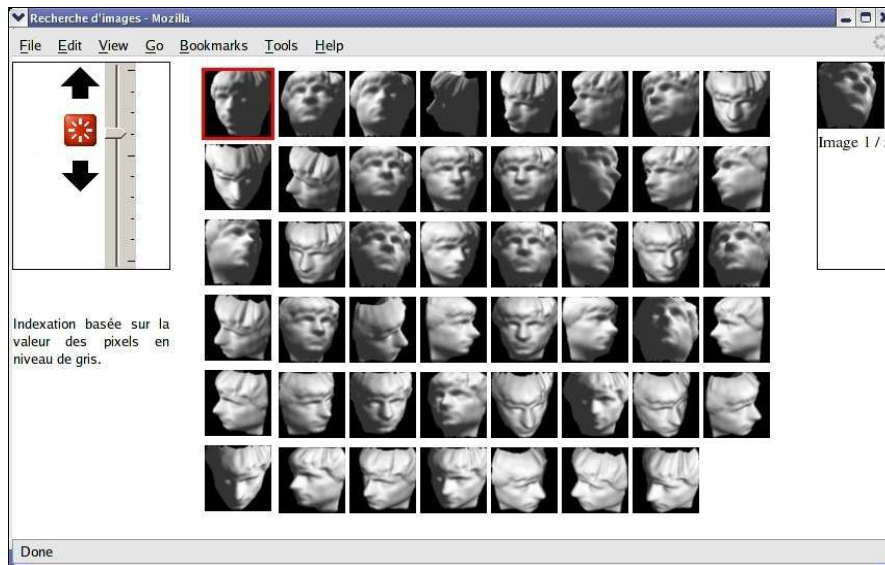 Recherche d'images - Mozilla
File Edit View Go Bookmarks Tools Help
Image 1 /
Indexation basée sur la
valeur des pixels en
niveau de gris.
Done